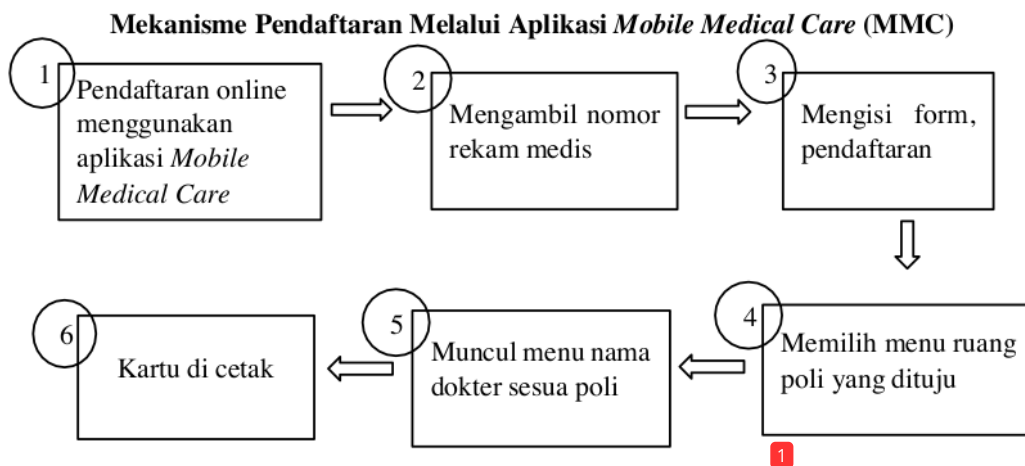 Mekanisme Pendaftaran Melalui Aplikasi Mobile Medical Care (MMC)
1
Pendaftaran online
menggunakan
aplikasi Mobile
Medical Care
2
Mengambil nomor
rekam medis
3
Mengisi form,
pendaftaran
4
Memilih menu ruang
poli yang dituju
5
Muncul menu nama
dokter sesua poli
6
Kartu di cetak
1